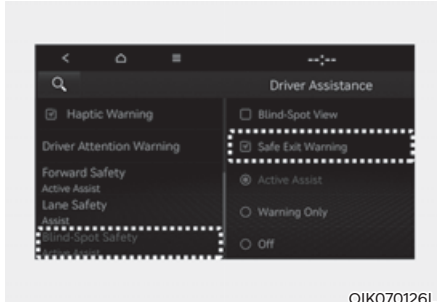 --:--
Driver Assistance
Haptic Warning
Driver Attention Warning
Forward Safety
Active Assist
Lane Safety
Assist
Blind-Spot Safety
Active Assist
Blind-Spot View
Safe Exit Warning
Active Assist
Warning Only
Off